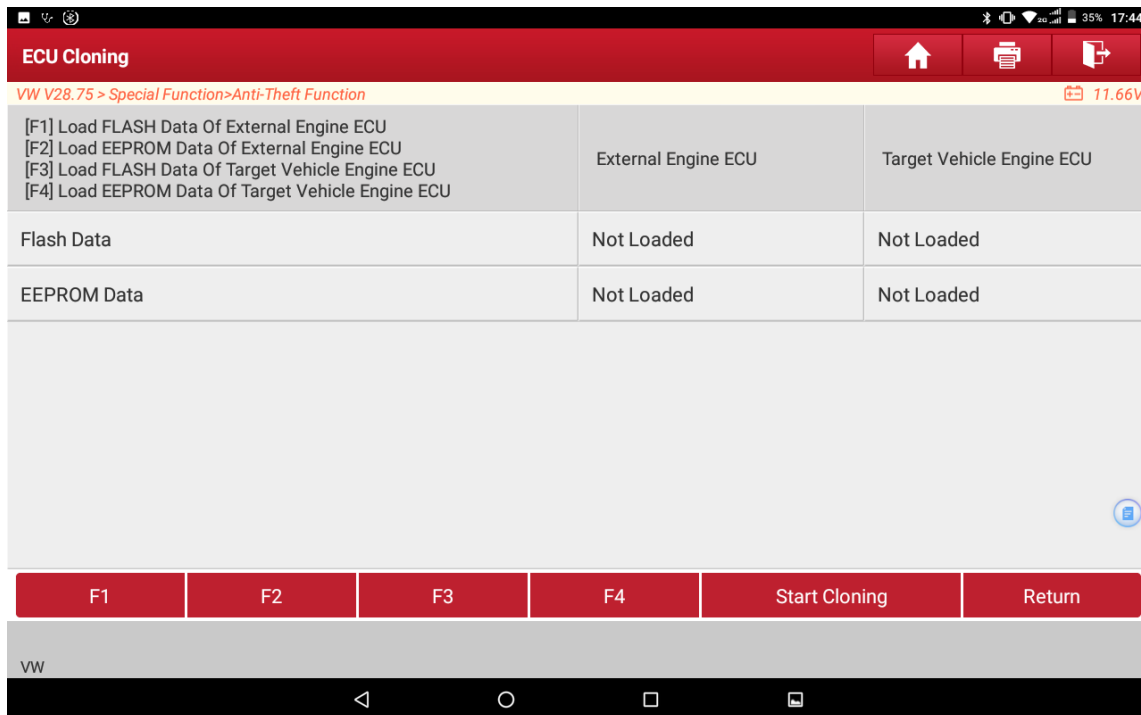 35% 17:44
ECU Cloning
VW V28.75 > Special Function>Anti-Theft Function
11.66V
[F1] Load FLASH Data Of External Engine ECU
[F2] Load EEPROM Data Of External Engine ECU
[F3] Load FLASH Data Of Target Vehicle Engine ECU
[F4] Load EEPROM Data Of Target Vehicle Engine ECU
External Engine ECU
Target Vehicle Engine ECU
Flash Data
Not Loaded
Not Loaded
EEPROM Data
Not Loaded
Not Loaded
F1
F2
F3
F4
Start Cloning
Return
VW